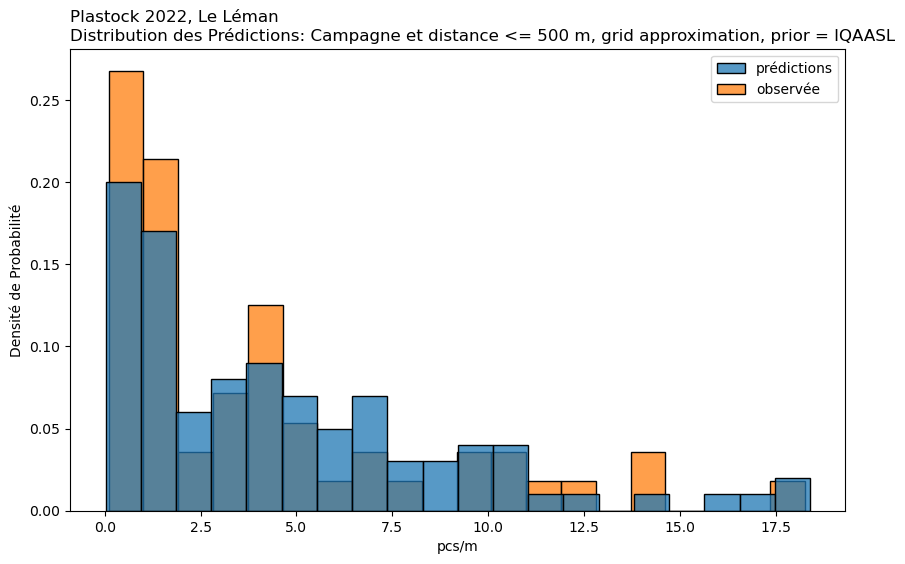 Plastock 2022, Le Léman
Distribution des Prédictions: Campagne et distance <= 500 m, grid approximation, prior = IQAASL
prédictions
observée
Densité de Probabilité
0.25
0.20
0.15
0.10
0.05
0.00
0.0 2.5 5.0 7.5 10.0 12.5 15.0 17.5
pcs/m